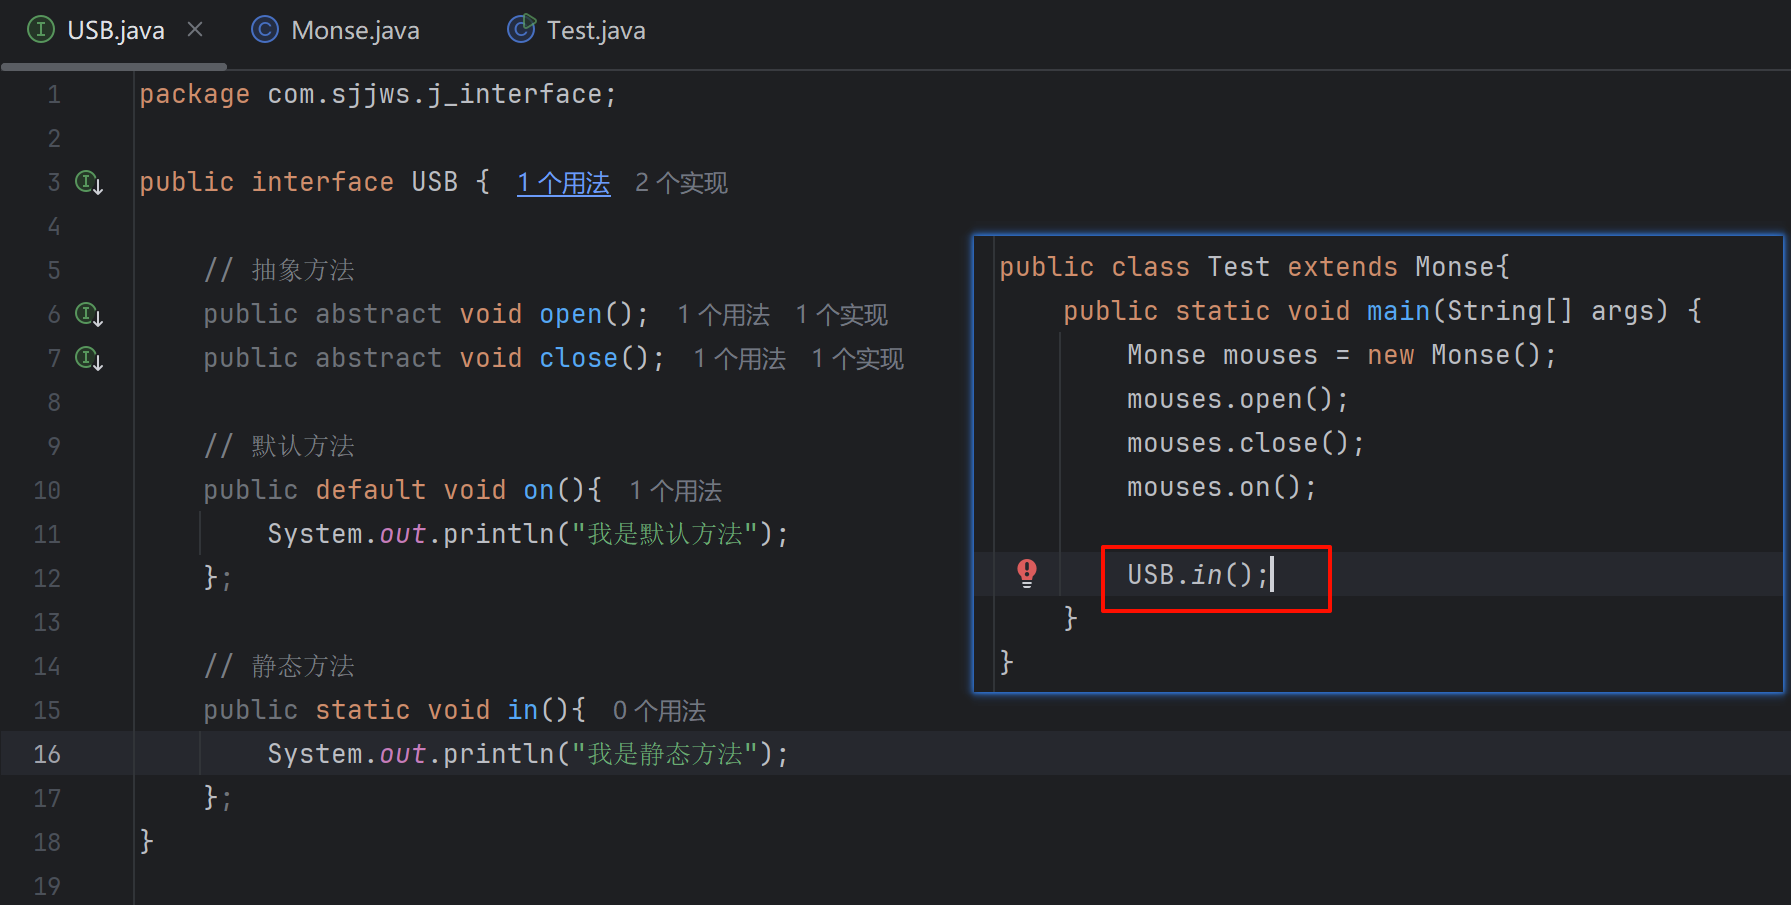 USB.java Monse.java Test.java
1 package com.sjjws.j_interface;
2
3 public interface USB { 1 个用法 2 个实现
4
5 // 抽象方法
6 public abstract void open(); 1 个用法 1 个实现
7 public abstract void close(); 1 个用法 1 个实现
8
9 // 默认方法
10 public default void on(){ 1 个用法
11 System.out.println("我是默认方法");
12 };
13
14 // 静态方法
15 public static void in(){ 0 个用法
16 System.out.println("我是静态方法");
17 };
18 }
19
public class Test extends Monse{
public static void main(String[] args) {
Monse mouses = new Monse();
mouses.open();
mouses.close();
mouses.on();
USB.in();
}
}